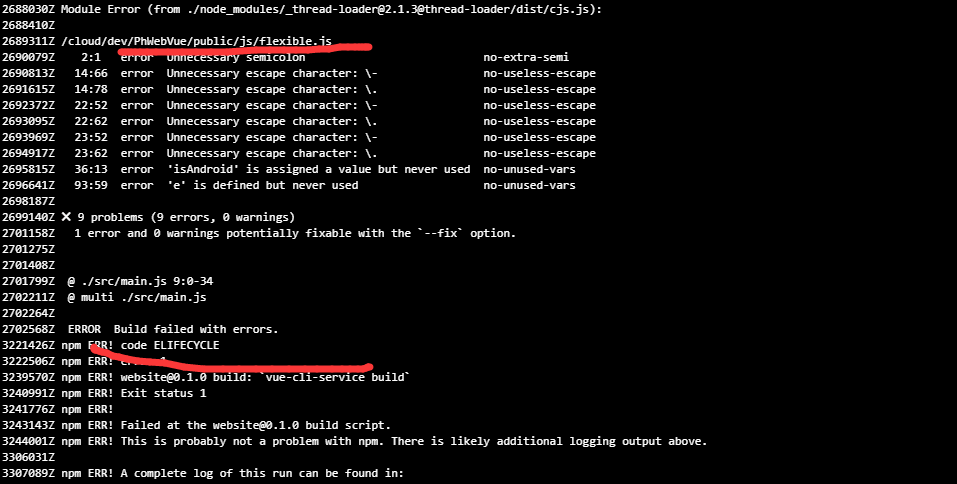 2688030Z Module Error (from ./node_modules/_thread-loader@2.1.3@thread-loader/dist/cjs.js):
2688410Z
2689311Z /cloud/dev/PhWebVue/public/js/flexible.js
2690079Z    2:1   error  Unnecessary semicolon                      no-extra-semi
2690813Z   14:66  error  Unnecessary escape character: \-           no-useless-escape
2691615Z   14:78  error  Unnecessary escape character: \.           no-useless-escape
2692372Z   22:52  error  Unnecessary escape character: \-           no-useless-escape
2693095Z   22:62  error  Unnecessary escape character: \.           no-useless-escape
2693969Z   23:52  error  Unnecessary escape character: \-           no-useless-escape
2694917Z   23:62  error  Unnecessary escape character: \.           no-useless-escape
2695815Z   36:13  error  'isAndroid' is assigned a value but never used  no-unused-vars
2696641Z   93:59  error  'e' is defined but never used              no-unused-vars
2698187Z
2699140Z ✖ 9 problems (9 errors, 0 warnings)
2701158Z   1 error and 0 warnings potentially fixable with the `--fix` option.
2701275Z
2701408Z
2701799Z  @ ./src/main.js 9:0-34
2702211Z  @ multi ./src/main.js
2702264Z
2702568Z  ERROR  Build failed with errors.
3221426Z npm ERR! code ELIFECYCLE
3222506Z npm ERR! 1
3239570Z npm ERR! website@0.1.0 build: `vue-cli-service build`
3240991Z npm ERR! Exit status 1
3241776Z npm ERR!
3243143Z npm ERR! Failed at the website@0.1.0 build script.
3244001Z npm ERR! This is probably not a problem with npm. There is likely additional logging output above.
3306031Z
3307089Z npm ERR! A complete log of this run can be found in: